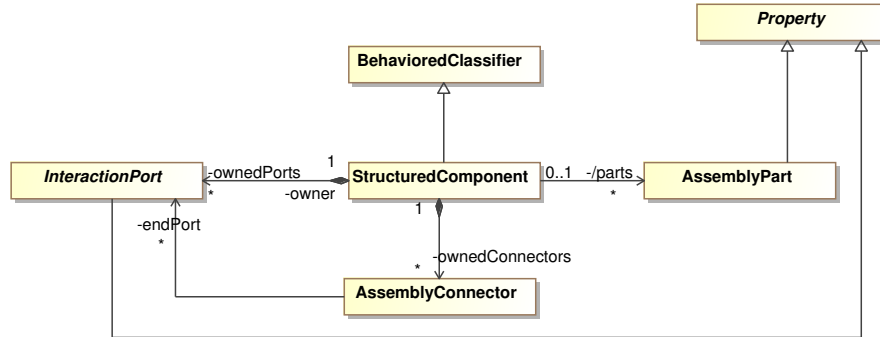 Property
BehavioredClassifier
1
-ownedPorts
InteractionPort
StructuredComponent
0..1 -/parts
AssemblyPart
*
-owner
*
1
-endPort
*
-ownedConnectors
*
AssemblyConnector